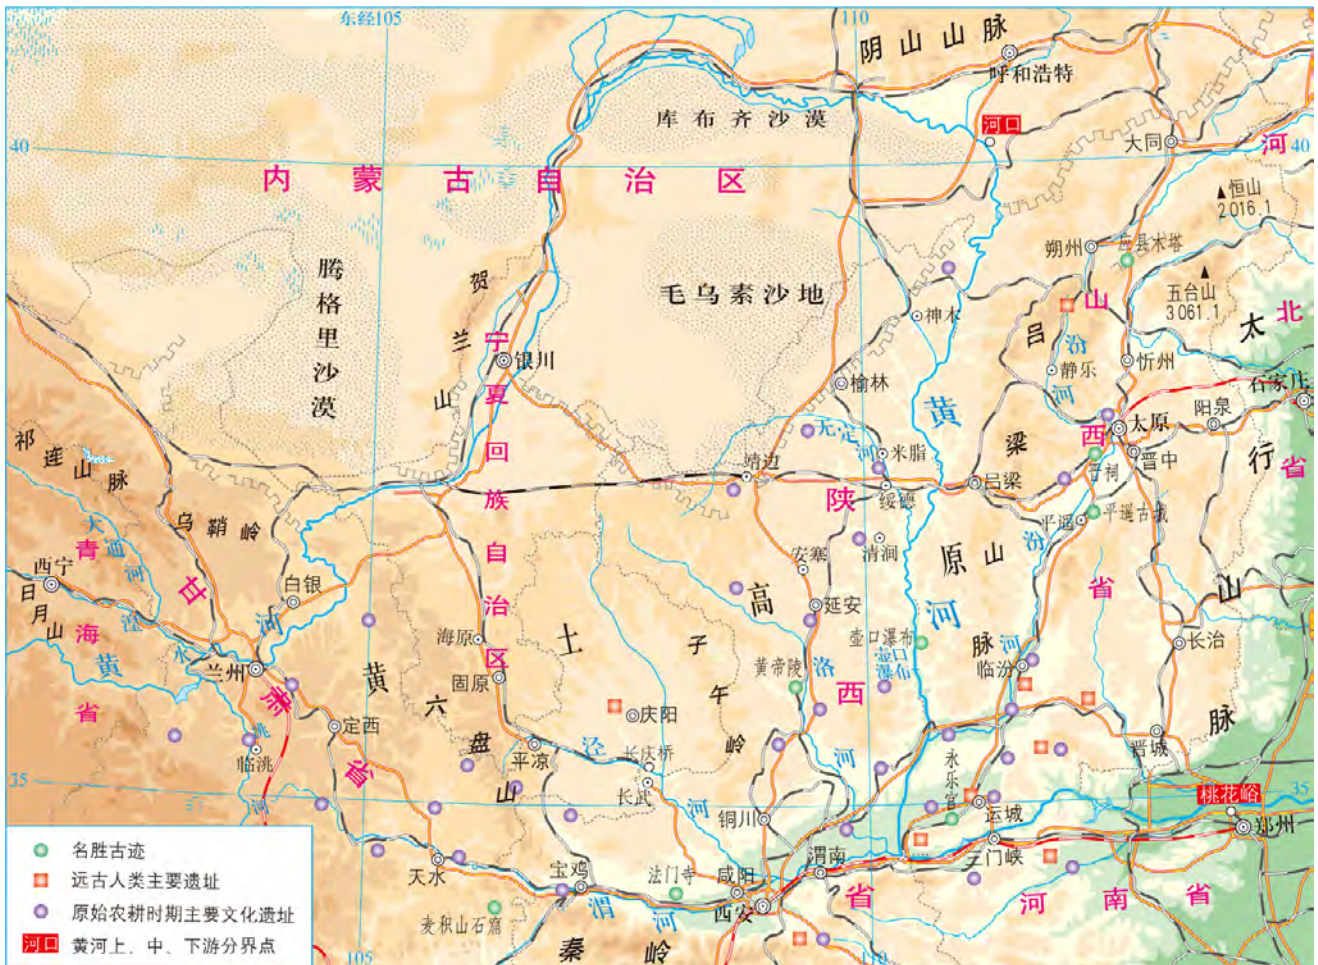 东经105
110
阴山山脉
呼和浩特
库布齐沙漠
河口
大同
河
40
40
内蒙古自治区
恒山
2016.1
朔州
应县木塔
腾格里沙漠
贺兰山
毛乌素沙地
五台山
3061.1
山
北
太
吕
汾
神木
宁
银川
静乐
忻州
榆林
河
石家庄
夏
黄
阳泉
太原
无定
西
祁连山脉
梁
回
河
米脂
晋祠
晋中
行
省
靖边
吕梁
族
陕
绥德
大通河
乌鞘岭
平遥
平遥古城
青
自
安塞
清涧
原
山
汾
西宁
甘
白银
治
高
延安
省
山
日月山
湟
海
河
海原
土
子
壶口瀑布
河
长治
水
兰州
区
黄帝陵
洛
壶口
瀑布
脉
河
临汾
黄
肃
黄
固原
午
西
省
六
庆阳
脉
洮
定西
盘
泾
长庆桥
岭
晋城
临洮
省
平凉
河
永乐宫
35
35
河
山
长武
河
桃花峪
铜川
运城
郑州
名胜古迹
渭南
三门峡
天水
宝鸡
法门寺
咸阳
远古人类主要遗址
省
河南省
原始农耕时期主要文化遗址
麦积山石窟
渭
河
西安
河口
黄河上、中、下游分界点
秦
岭
105
110